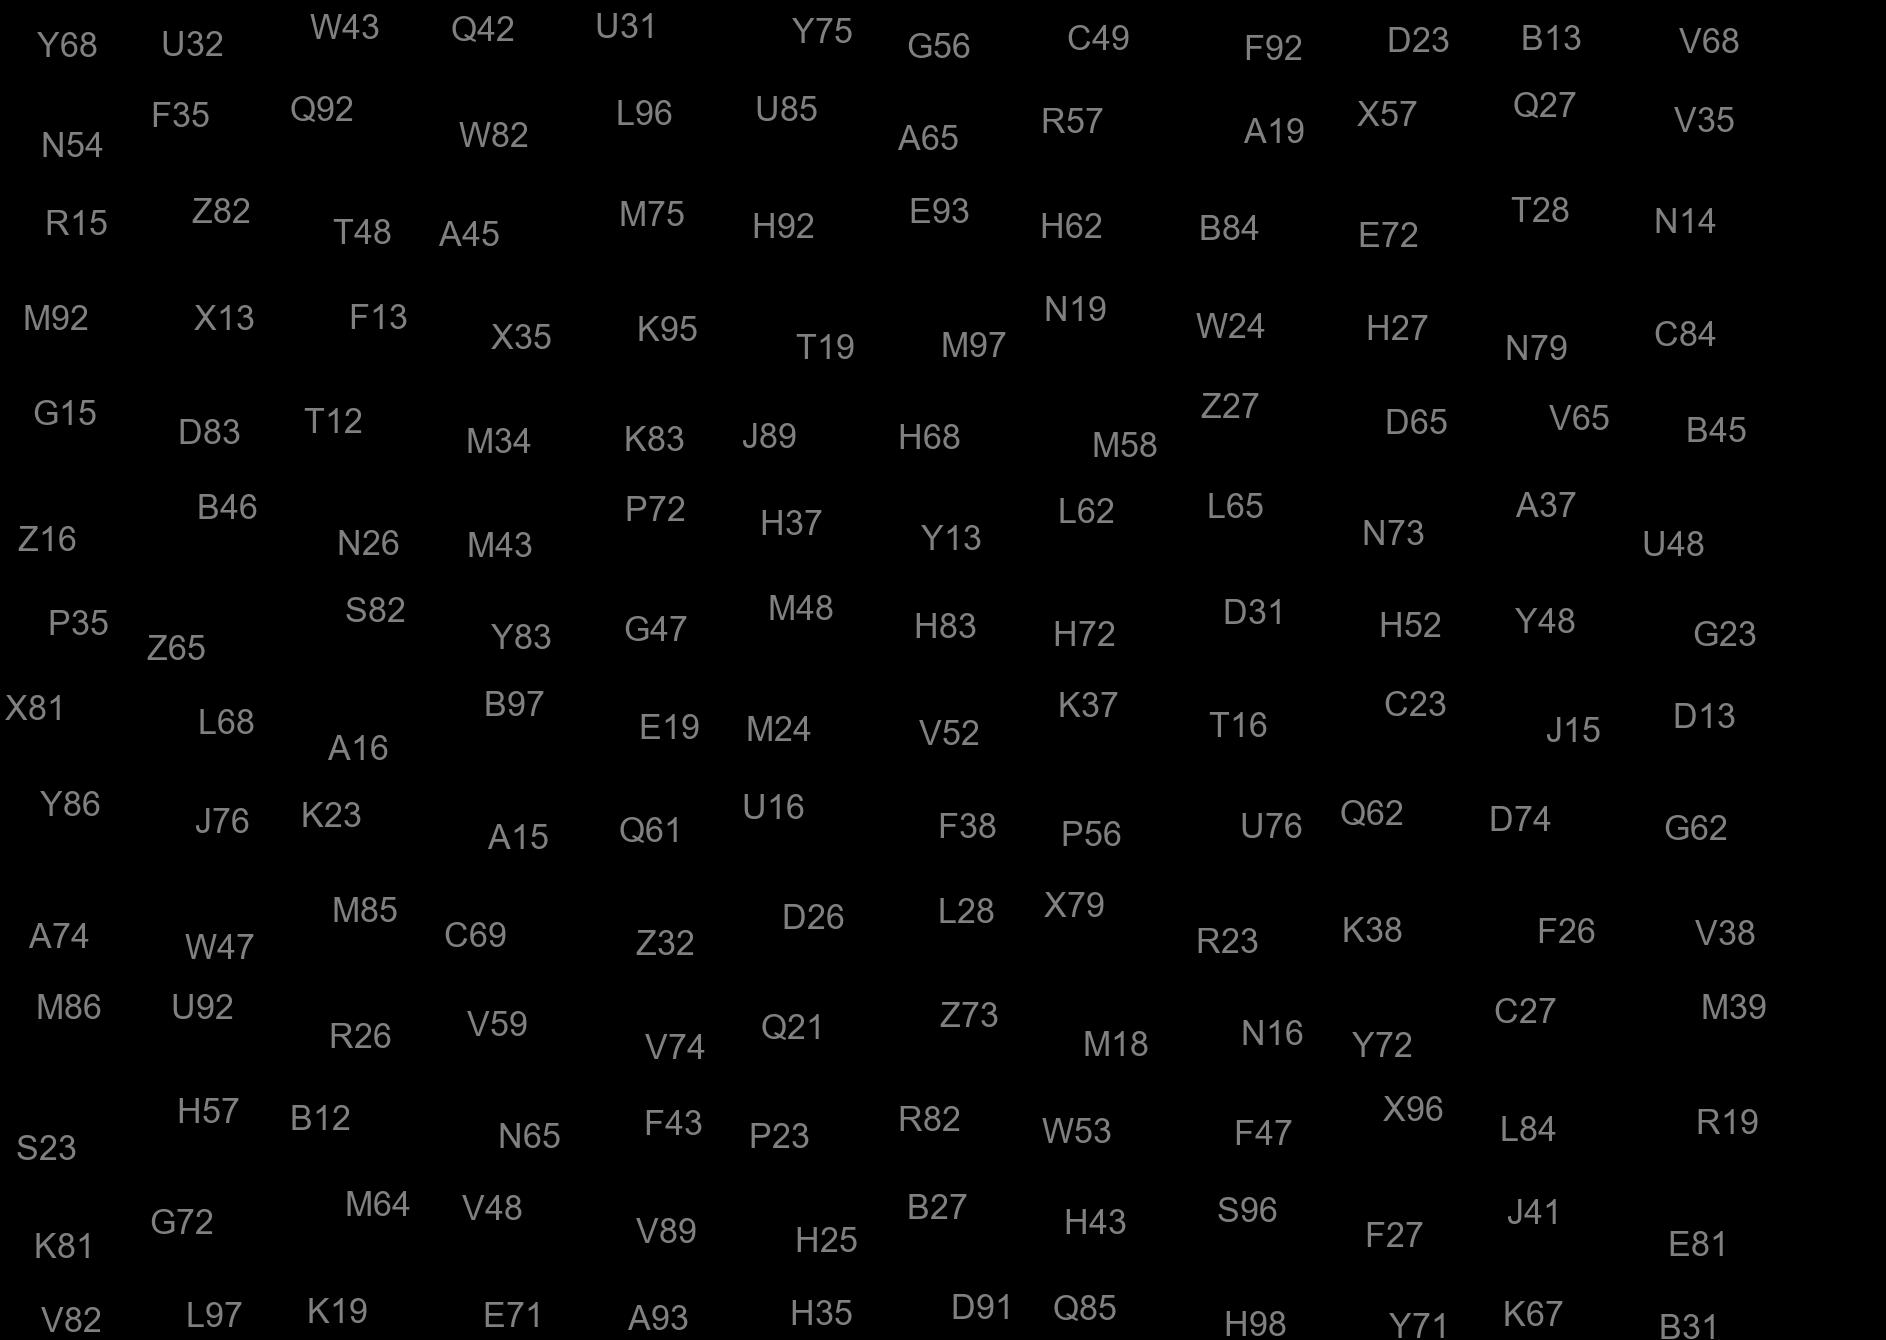 Y68 U32 W43 Q42 U31 Y75 G56 C49 F92 D23 B13 V68
N54 F35 Q92 W82 L96 U85 A65 R57 A19 X57 Q27 V35
R15 Z82 T48 A45 M75 H92 E93 H62 B84 E72 T28 N14
M92 X13 F13 X35 K95 T19 M97 N19 W24 H27 N79 C84
G15 D83 T12 M34 K83 J89 H68 M58 Z27 D65 V65 B45
Z16 B46 N26 M43 P72 H37 Y13 L62 L65 N73 A37 U48
P35 Z65 S82 Y83 G47 M48 H83 H72 D31 H52 Y48 G23
X81 L68 A16 B97 E19 M24 V52 K37 T16 C23 J15 D13
Y86 J76 K23 A15 Q61 U16 F38 P56 U76 Q62 D74 G62
A74 W47 M85 C69 Z32 D26 L28 X79 R23 K38 F26 V38
M86 U92 R26 V59 V74 Q21 Z73 M18 N16 Y72 C27 M39
S23 H57 B12 N65 F43 P23 R82 W53 F47 X96 L84 R19
K81 G72 M64 V48 V89 H25 B27 H43 S96 F27 J41 E81
V82 L97 K19 E71 A93 H35 D91 Q85 H98 Y71 K67 B31